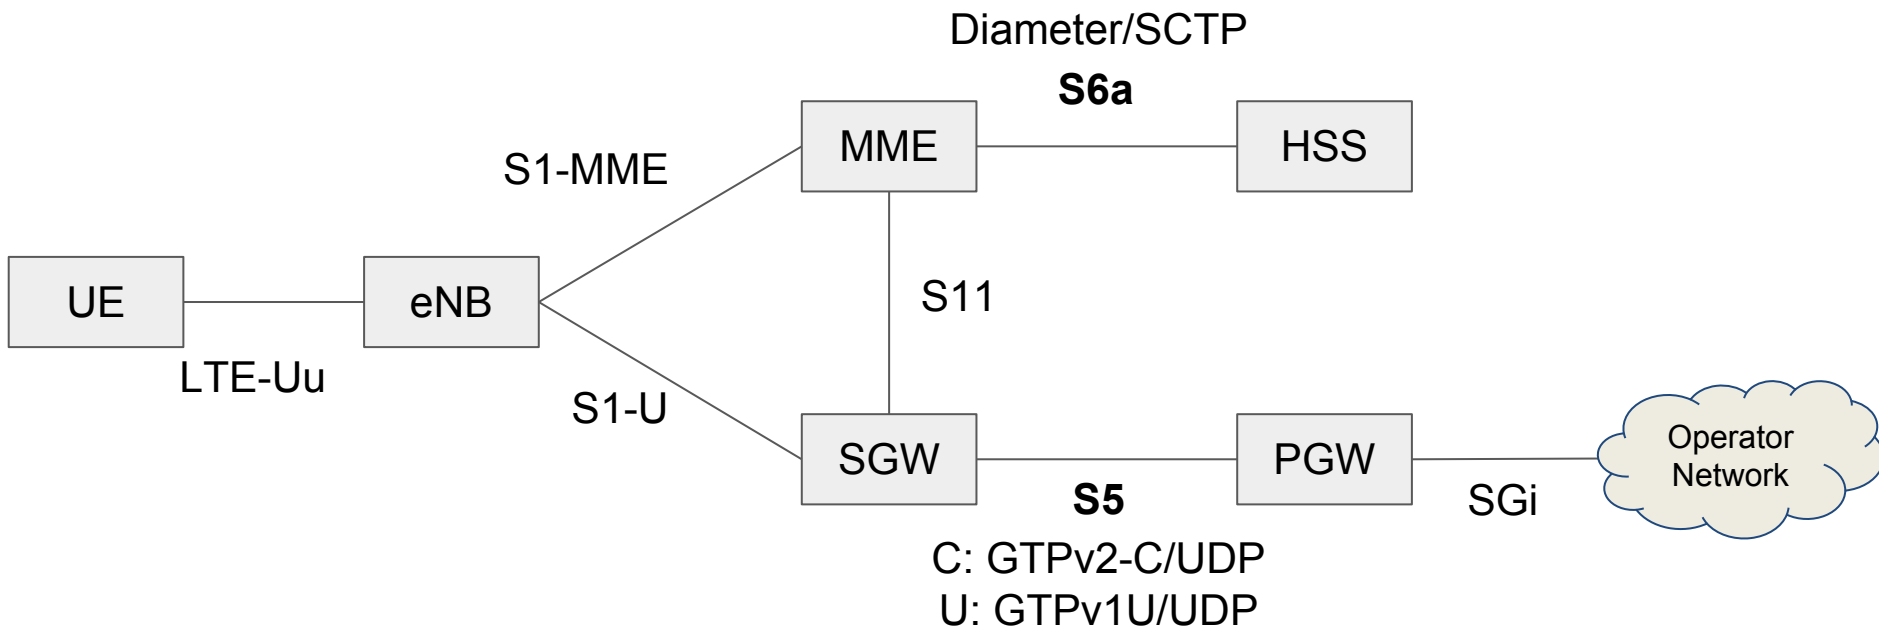 Diameter/SCTP
S6a
MME
HSS
S1-MME
UE
eNB
S11
LTE-Uu
S1-U
SGW
PGW
Operator
Network
S5
SGi
C: GTPv2-C/UDP
U: GTPv1U/UDP